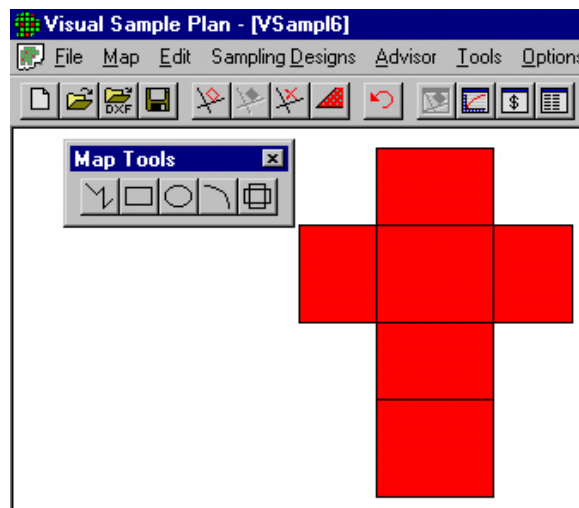 Visual Sample Plan - [VSampl6]
File Map Edit Sampling Designs Advisor Tools Options
DXF $
Map Tools